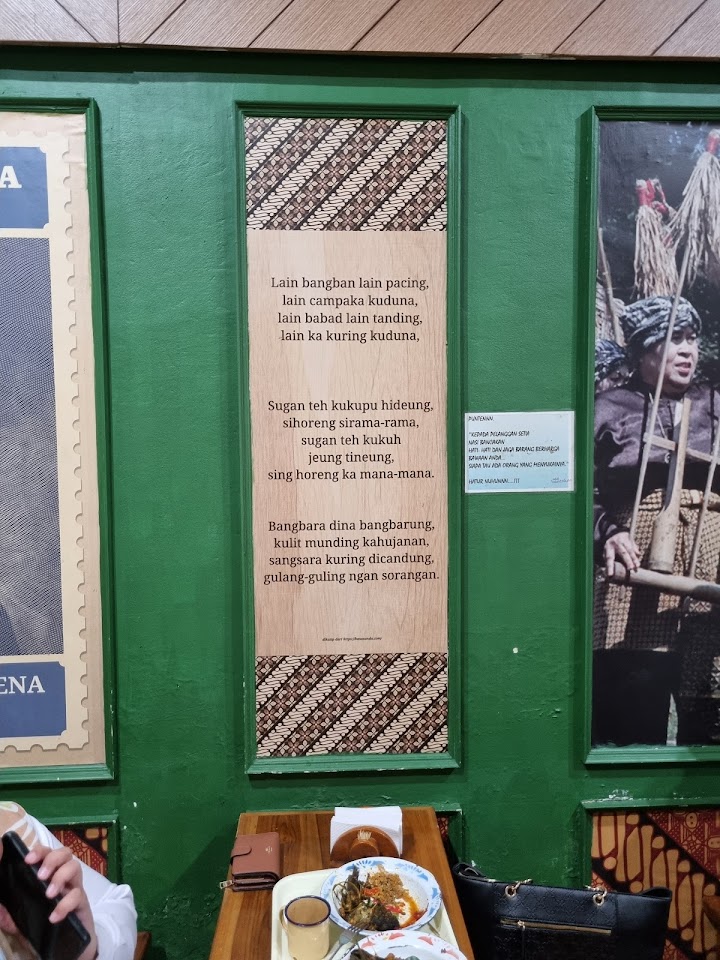 A
ENA
Lain bangban lain pacing,
lain campaka kuduna,
lain babad lain tanding,
lain ka kuring kuduna,
Sugan teh kukupu hideung,
sihoreng sirama-rama,
sugan teh kukuh
jeung tineung,
sing horeng ka mana-mana.
Bangbara dina bangbarung,
kulit munding kahujanan,
sangsara kuring dicandung,
gulang-guling ngan sorangan.
PUNTENNN,
"KEPADA PELANGGAN SETIA
NASI BANCAKAN
HATI, HATI DAN JAGA BARANG BERHARGA
BAWAAN ANDA...
SIAPA TAU ADA ORANG YANG MENYUKAINYA."
HATUR NUHUNNN....!!!